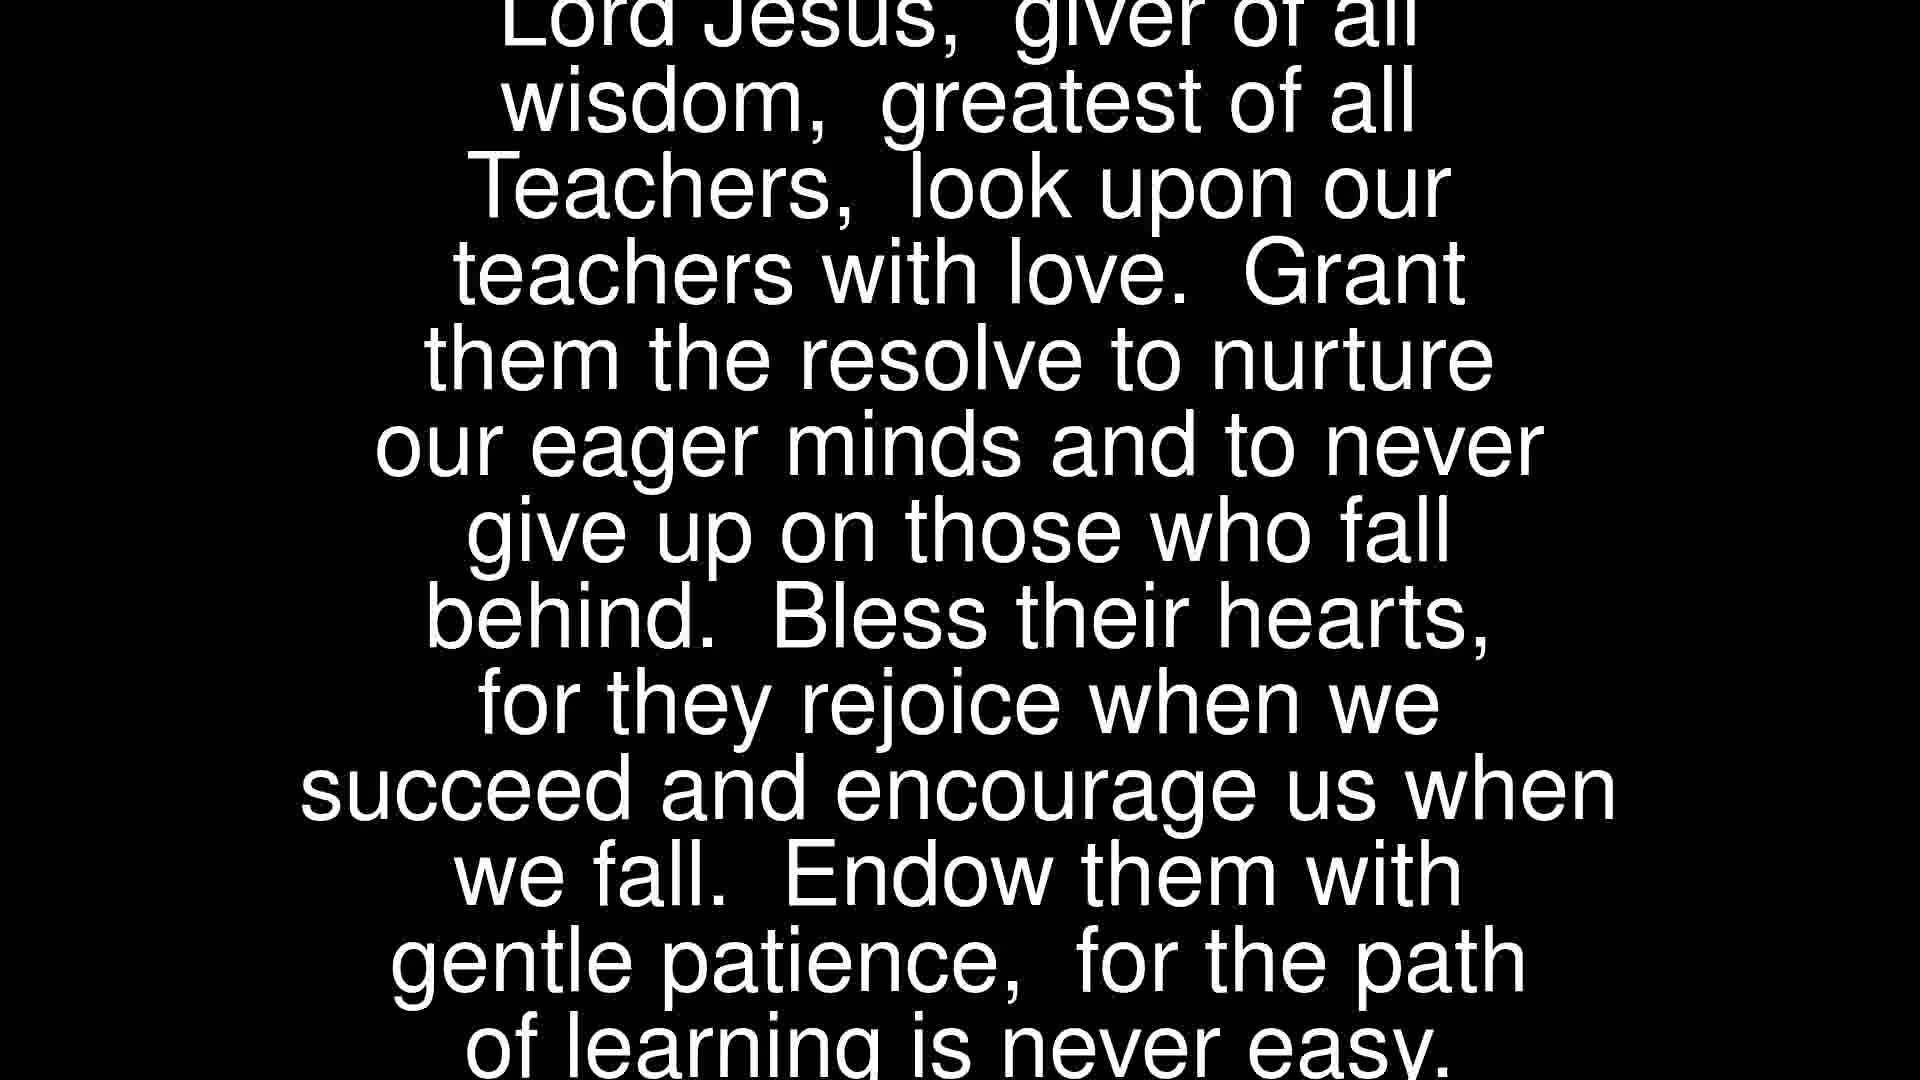 Lord Jesus,  giver of all
wisdom,  greatest of all
Teachers,  look upon our
teachers with love.  Grant
them the resolve to nurture
our eager minds and to never
give up on those who fall
behind.  Bless their hearts,
for they rejoice when we
succeed and encourage us when
we fall.  Endow them with
gentle patience,  for the path
of learning is never easy.